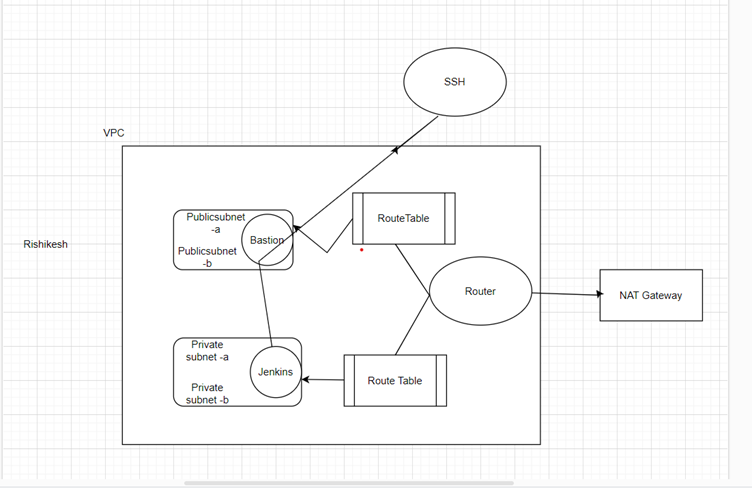 SSH
VPC
Publicsubnet
-a
RouteTable
Bastion
Rishikesh
Publicsubnet
-b
Router
NAT Gateway
Private
subnet -a
Jenkins
Route Table
Private
subnet -b